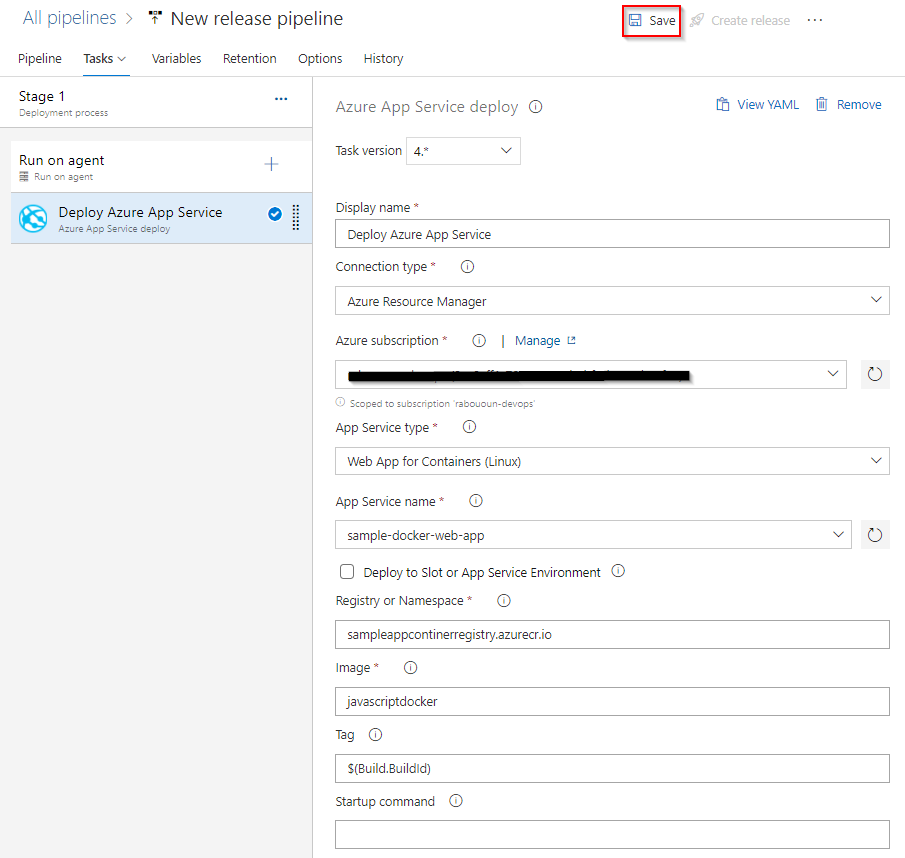 All pipelines > New release pipeline
Save Create release ...
Pipeline Tasks Variables Retention Options History
Stage 1
Deployment process
Run on agent
Run on agent
Deploy Azure App Service
Azure App Service deploy
Azure App Service deploy
View YAML Remove
Task version 4.*
Display name *
Deploy Azure App Service
Connection type *
Azure Resource Manager
Azure subscription * | Manage
Scoped to subscription 'rabououn-devops'
App Service type *
Web App for Containers (Linux)
App Service name *
sample-docker-web-app
Deploy to Slot or App Service Environment
Registry or Namespace *
sampleappcontinerregistry.azurecr.io
Image *
javascriptdocker
Tag
$(Build.BuildId)
Startup command